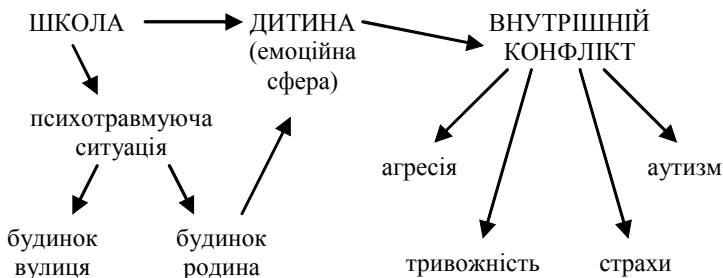 ШКОЛА
ДИТИНА
(емоційна
сфера)
ВНУТРІШНІЙ
КОНФЛІКТ
психотравмуюча
ситуація
агресія
аутизм
будинок
вулиця
будинок
родина
тривожність
страхи